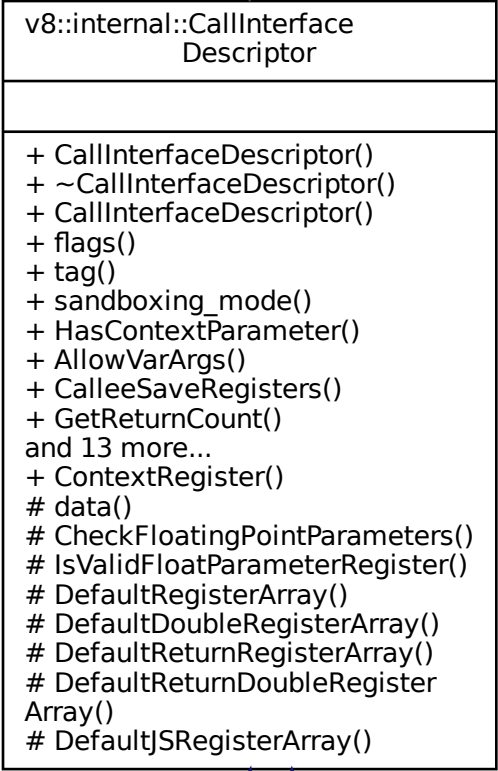 v8::internal::CallInterface
Descriptor
+ CallInterfaceDescriptor()
+ ~CallInterfaceDescriptor()
+ CallInterfaceDescriptor()
+ flags()
+ tag()
+ sandboxing_mode()
+ HasContextParameter()
+ AllowVarArgs()
+ CalleeSaveRegisters()
+ GetReturnCount()
and 13 more...
+ ContextRegister()
# data()
# CheckFloatingPointParameters()
# IsValidFloatParameterRegister()
# DefaultRegisterArray()
# DefaultDoubleRegisterArray()
# DefaultReturnRegisterArray()
# DefaultReturnDoubleRegister
Array()
# DefaultJSRegisterArray()